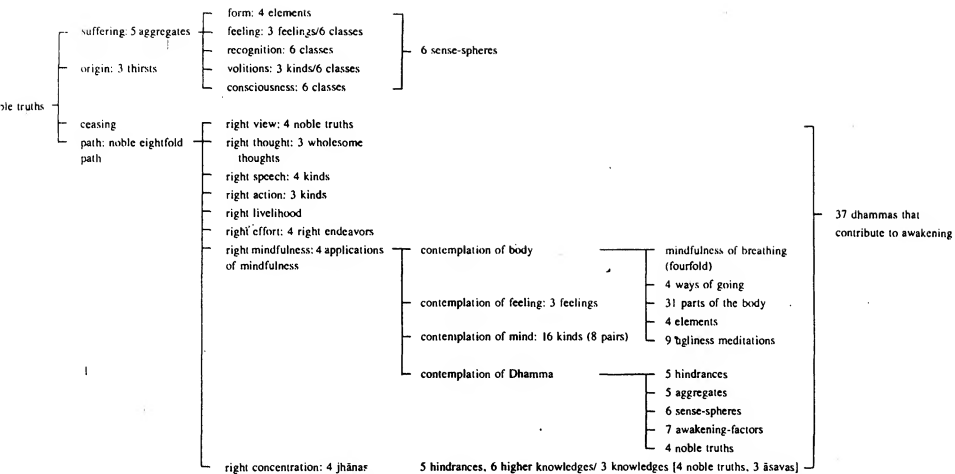 form: 4 elements
suffering: 5 aggregates
feeling: 3 feelings/6 classes
recognition: 6 classes
6 sense-spheres
origin: 3 thirsts
volitions: 3 kinds/6 classes
consciousness: 6 classes
ble truths
ceasing
right view: 4 noble truths
path: noble eightfold
path
right thought: 3 wholesome
thoughts
right speech: 4 kinds
right action: 3 kinds
right livelihood
37 dhammas that
contribute to awakening
right effort: 4 right endeavors
right mindfulness: 4 applications
of mindfulness
contemplation of body
mindfulness of breathing
(fourfold)
4 ways of going
contemplation of feeling: 3 feelings
31 parts of the body
4 elements
contemplation of mind: 16 kinds (8 pairs)
9 ugliness meditations
contemplation of Dhamma
5 hindrances
5 aggregates
6 sense-spheres
7 awakening-factors
4 noble truths
right concentration: 4 jhānas
5 hindrances, 6 higher knowledges/ 3 knowledges [4 noble truths, 3 āsavas]